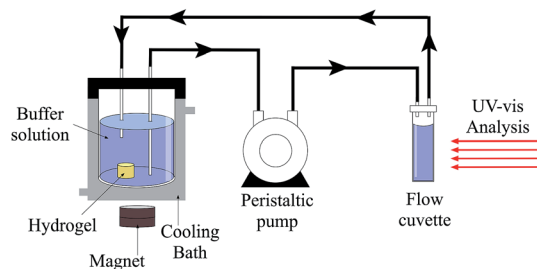 Buffer
solution
UV-vis
Analysis
Hydrogel
Magnet
Cooling
Bath
Peristaltic
pump
Flow
cuvette